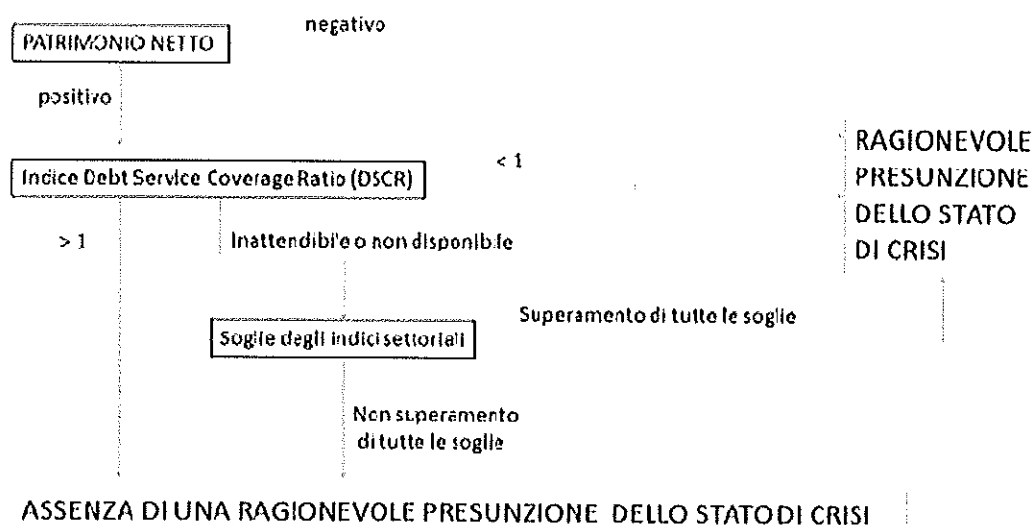 negativo
PATRIMONIO NETTO
positivo
< 1
Indice Debt Service Coverage Ratio (DSCR)
RAGIONEVOLE
PRESUNZIONE
DELLO STATO
DI CRISI
> 1
Inattendibile o non disponibile
Superamento di tutte le soglie
Soglie degli indici settoriali
Non superamento
di tutte le soglie
ASSENZA DI UNA RAGIONEVOLE PRESUNZIONE DELLO STATO DI CRISI